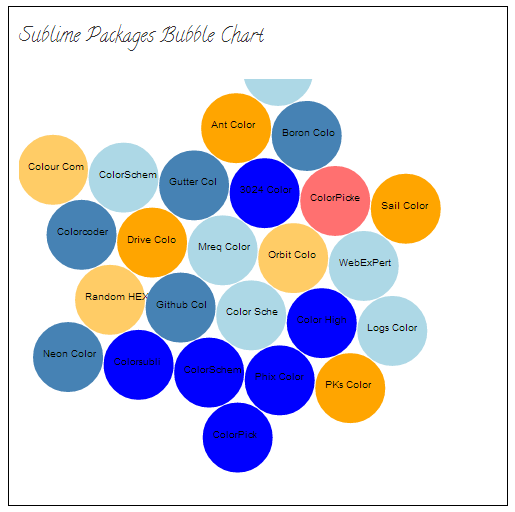 Sublime Packages Bubble Chart
Ant Color
Boron Colo
Colour Com
ColorSchem
Gutter Col
3024 Color
ColorPicke
Sail Color
Colorcoder
Drive Colo
Mreq Color
Orbit Colo
WebExPert
Random HEX
Github Col
Color Sche
Color High
Logs Color
Neon Color
Colorsubli
ColorSchem
Phix Color
PKs Color